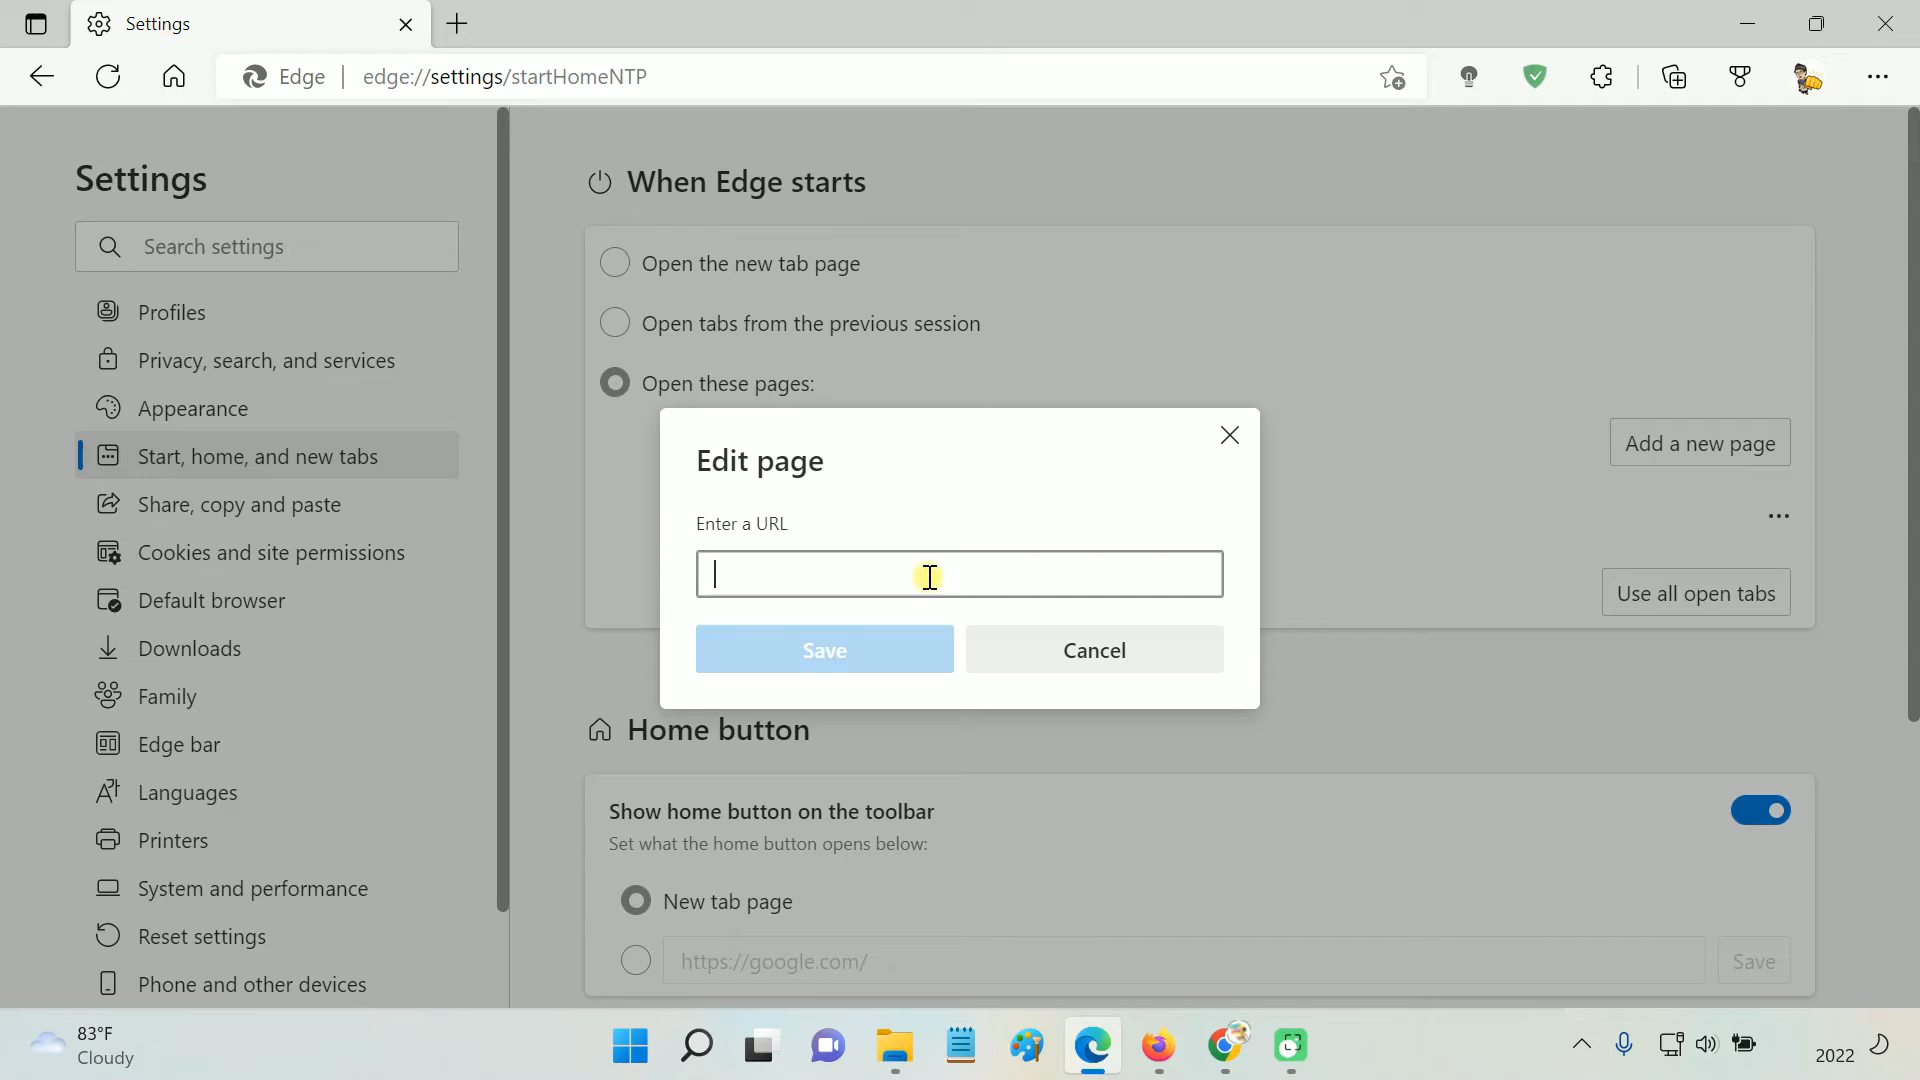 Settings
Edge
edge://settings/startHomeNTP
Settings
Search settings
Profiles
Privacy, search, and services
Appearance
Start, home, and new tabs
Share, copy and paste
Cookies and site permissions
Default browser
Downloads
Family
Edge bar
Languages
Printers
System and performance
Reset settings
Phone and other devices
When Edge starts
Open the new tab page
Open tabs from the previous session
Open these pages:
Add a new page
Use all open tabs
Edit page
Enter a URL
Save
Cancel
Home button
Show home button on the toolbar
Set what the home button opens below:
New tab page
https://google.com/
Save
83°F
Cloudy
2022